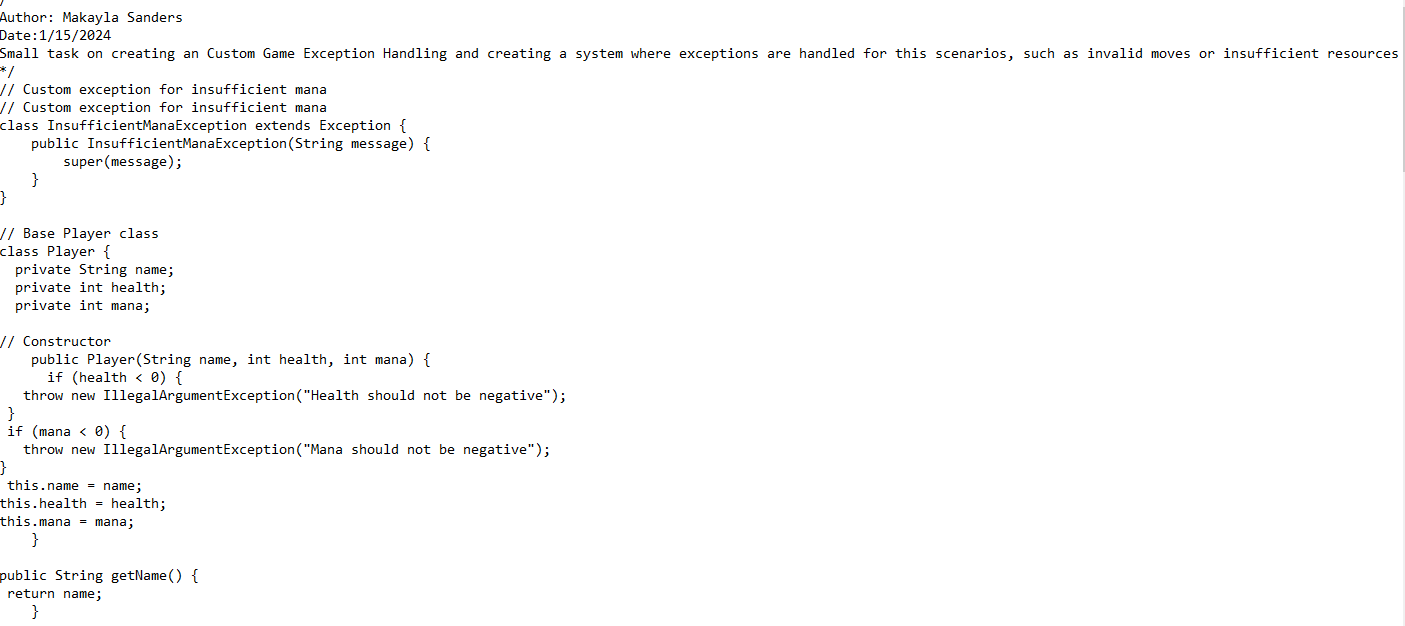 /
Author: Makayla Sanders
Date:1/15/2024
Small task on creating an Custom Game Exception Handling and creating a system where exceptions are handled for this scenarios, such as invalid moves or insufficient resources
*/
// Custom exception for insufficient mana
// Custom exception for insufficient mana
class InsufficientManaException extends Exception {
    public InsufficientManaException(String message) {
        super(message);
    }
}

// Base Player class
class Player {
  private String name;
  private int health;
  private int mana;

// Constructor
    public Player(String name, int health, int mana) {
      if (health < 0) {
   throw new IllegalArgumentException("Health should not be negative");
 }
 if (mana < 0) {
   throw new IllegalArgumentException("Mana should not be negative");
}
 this.name = name;
this.health = health;
this.mana = mana;
    }

public String getName() {
 return name;
    }